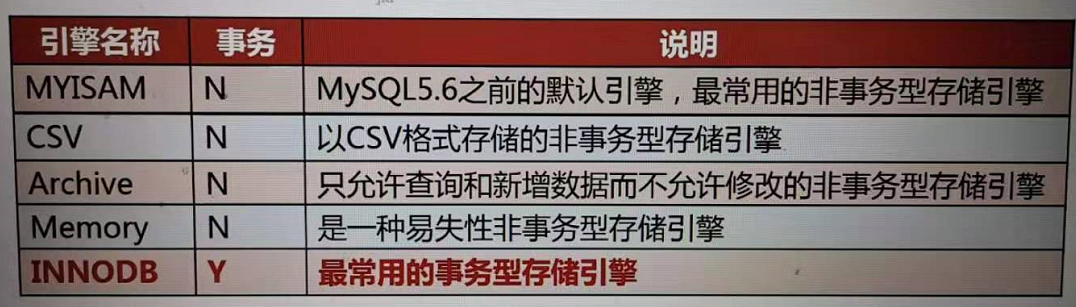 引擎名称 事务 说明
MYISAM N MySQL5.6之前的默认引擎，最常用的非事务型存储引擎
CSV N 以CSV格式存储的非事务型存储引擎
Archive N 只允许查询和新增数据而不允许修改的非事务型存储引擎
Memory N 是一种易失性非事务型存储引擎
INNODB Y 最常用的事务型存储引擎